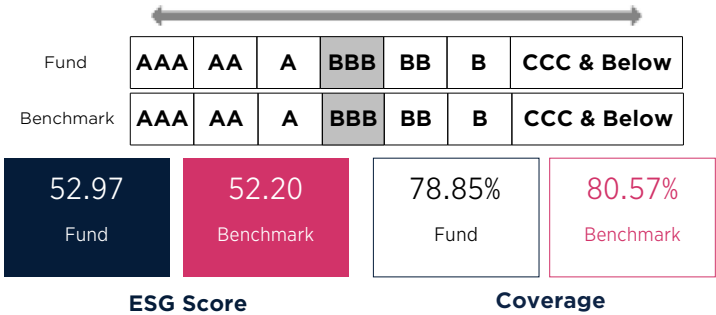 Fund AAA AA A BBB BB B CCC & Below
Benchmark AAA AA A BBB BB B CCC & Below
52.97 52.20 78.85% 80.57%
Fund Benchmark Fund Benchmark
ESG Score Coverage